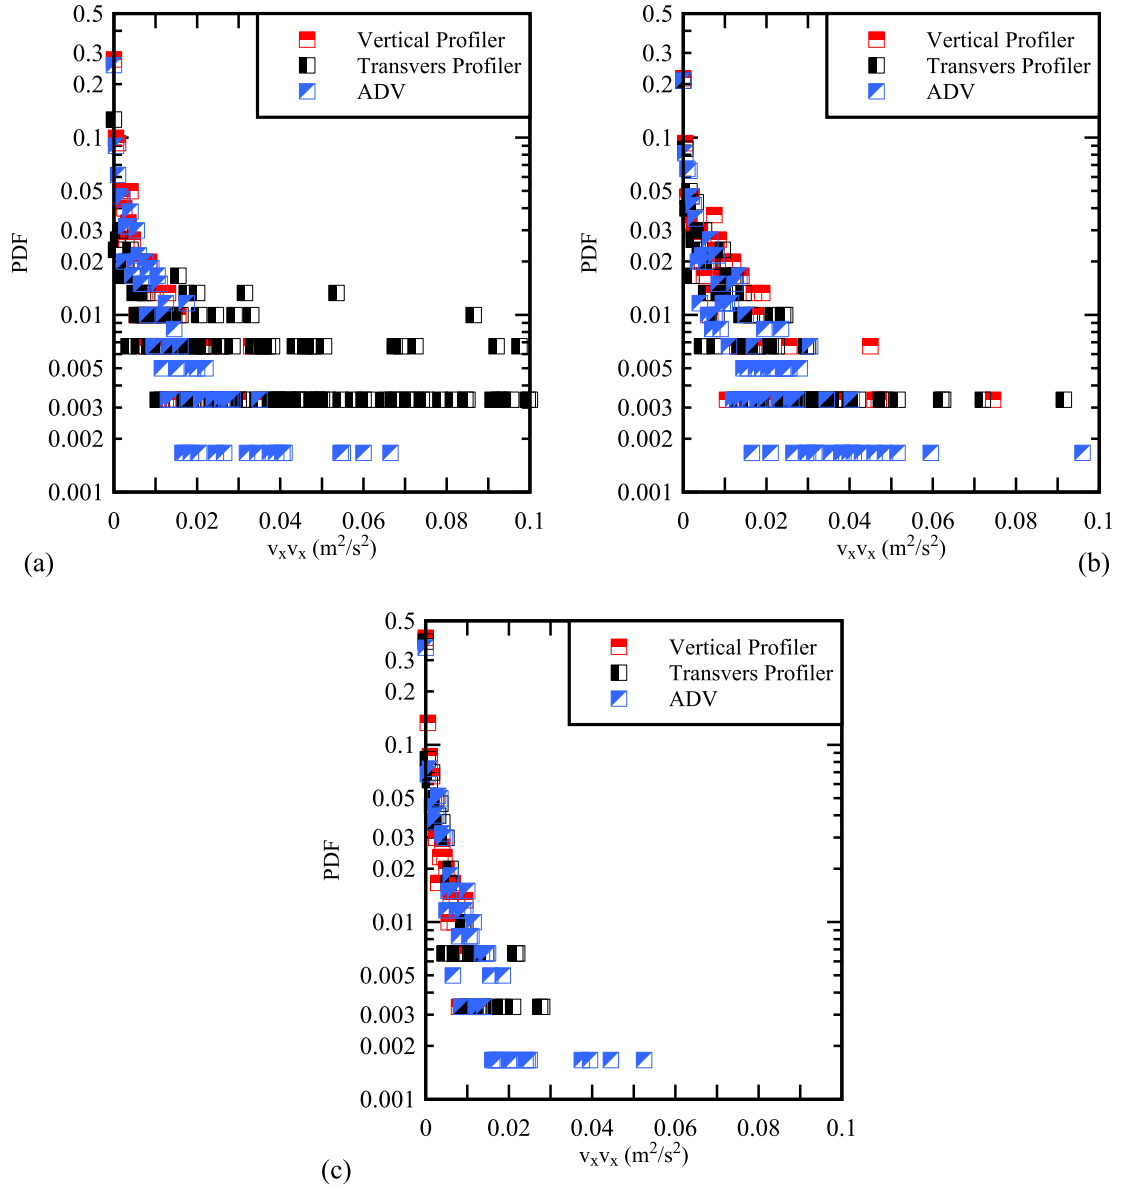 0.5
0.3
0.2
0.1
0.05
0.03
0.02
0.01
0.005
0.003
0.002
0.001
PDF
Vertical Profiler
Transvers Profiler
ADV
0 0.02 0.04 0.06 0.08 0.1
vₓvₓ (m²/s²)
(a)
0.5
0.3
0.2
0.1
0.05
0.03
0.02
0.01
0.005
0.003
0.002
0.001
PDF
Vertical Profiler
Transvers Profiler
ADV
0 0.02 0.04 0.06 0.08 0.1
vₓvₓ (m²/s²)
(b)
0.5
0.3
0.2
0.1
0.05
0.03
0.02
0.01
0.005
0.003
0.002
0.001
PDF
Vertical Profiler
Transvers Profiler
ADV
0 0.02 0.04 0.06 0.08 0.1
vₓvₓ (m²/s²)
(c)